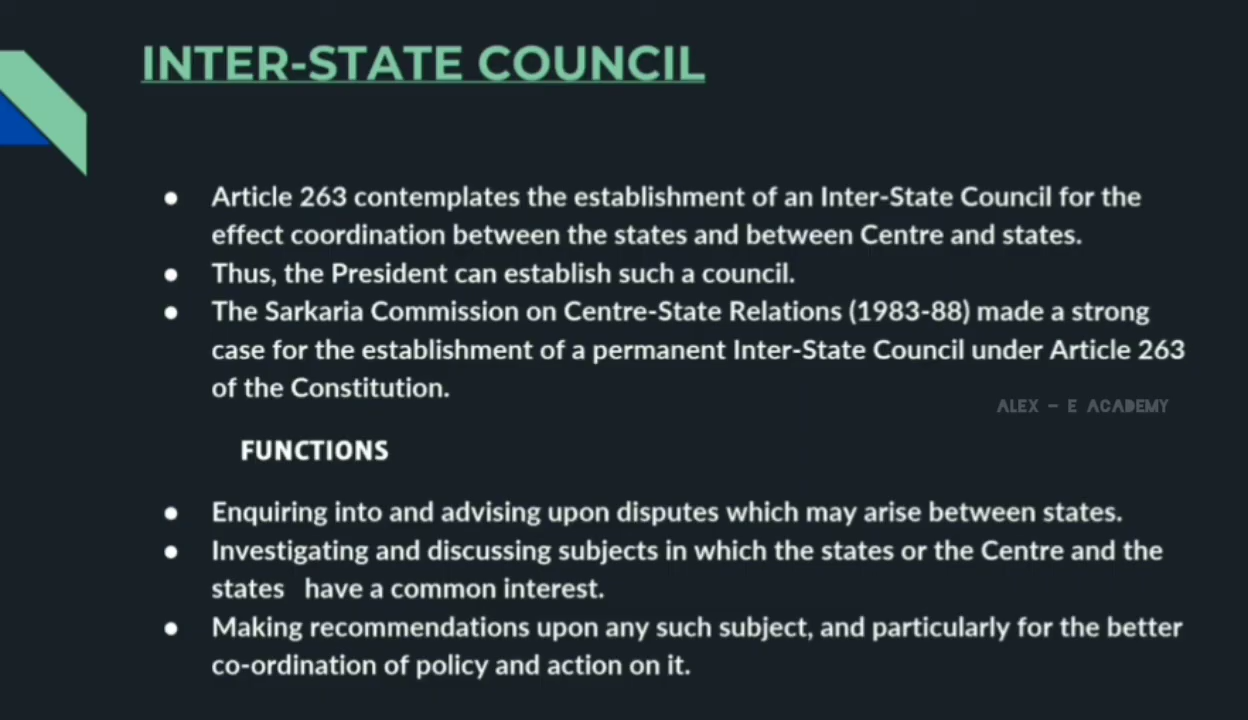 INTER-STATE COUNCIL
● Article 263 contemplates the establishment of an Inter-State Council for the
effect coordination between the states and between Centre and states.
● Thus, the President can establish such a council.
● The Sarkaria Commission on Centre-State Relations (1983-88) made a strong
case for the establishment of a permanent Inter-State Council under Article 263
of the Constitution.
ALEX – E ACADEMY
FUNCTIONS
● Enquiring into and advising upon disputes which may arise between states.
● Investigating and discussing subjects in which the states or the Centre and the
states have a common interest.
● Making recommendations upon any such subject, and particularly for the better
co-ordination of policy and action on it.